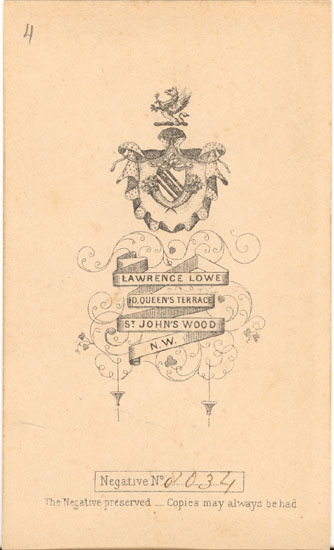 4
LAWRENCE LOWE
10, QUEEN'S TERRACE
ST JOHN'S WOOD
N.W.
Negative No 8034
The Negative preserved _ Copies may always be had